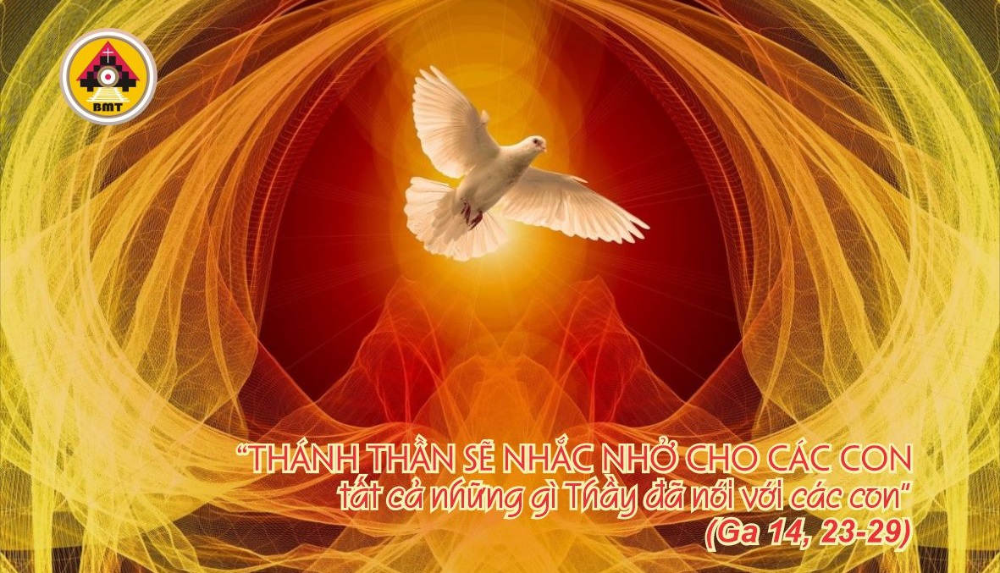 BMT
“THÁNH THẦN SẼ NHẮC NHỞ CHO CÁC CON
tất cả những gì Thầy đã nói với các con”
(Ga 14, 23-29)